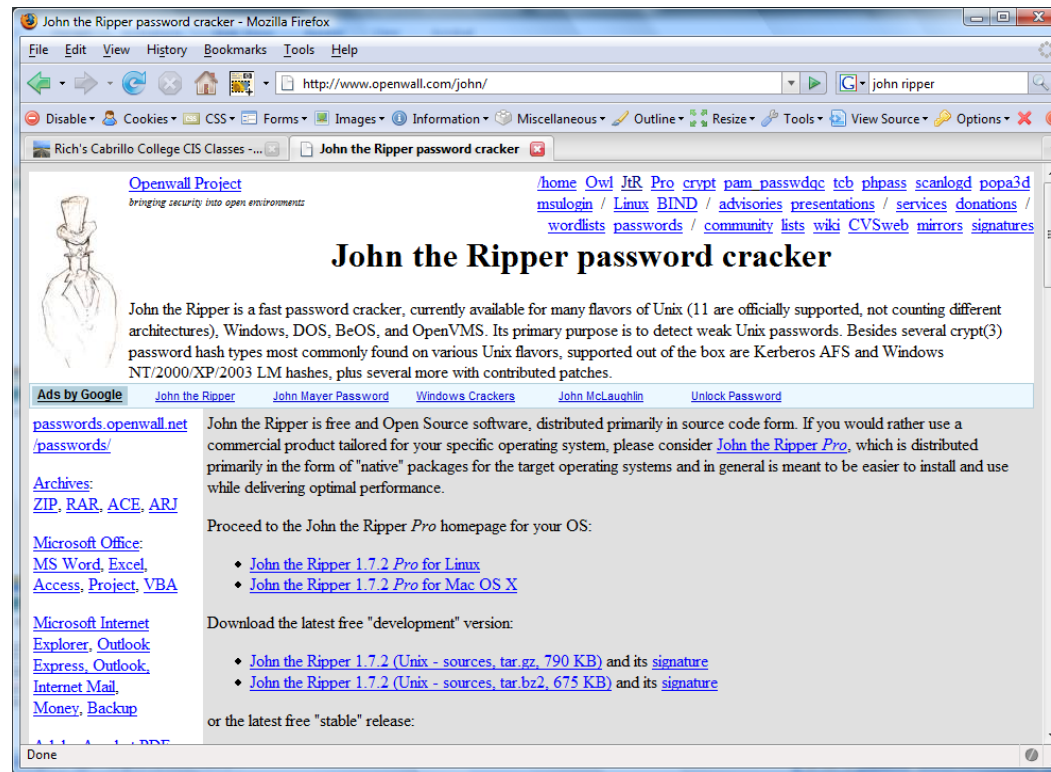 John the Ripper password cracker - Mozilla Firefox
File Edit View History Bookmarks Tools Help
http://www.openwall.com/john/
G john ripper
Disable Cookies CSS Forms Images Information Miscellaneous Outline Resize Tools View Source Options
Rich's Cabrillo College CIS Classes -...
John the Ripper password cracker
Openwall Project
bringing security into open environments
/home Owl JtR Pro crypt pam_passwdqc tcb phpass scanlogd popa3d
msulogin / Linux BIND / advisories presentations / services donations /
wordlists passwords / community lists wiki CVSweb mirrors signatures
John the Ripper password cracker
John the Ripper is a fast password cracker, currently available for many flavors of Unix (11 are officially supported, not counting different
architectures), Windows, DOS, BeOS, and OpenVMS. Its primary purpose is to detect weak Unix passwords. Besides several crypt(3)
password hash types most commonly found on various Unix flavors, supported out of the box are Kerberos AFS and Windows
NT/2000/XP/2003 LM hashes, plus several more with contributed patches.
Ads by Google John the Ripper John Mayer Password Windows Crackers John McLaughlin Unlock Password
passwords.openwall.net
/passwords/
Archives:
ZIP, RAR, ACE, ARJ
Microsoft Office:
MS Word, Excel,
Access, Project, VBA
Microsoft Internet
Explorer, Outlook
Express, Outlook,
Internet Mail,
Money, Backup
John the Ripper is free and Open Source software, distributed primarily in source code form. If you would rather use a
commercial product tailored for your specific operating system, please consider John the Ripper Pro, which is distributed
primarily in the form of "native" packages for the target operating systems and in general is meant to be easier to install and use
while delivering optimal performance.
Proceed to the John the Ripper Pro homepage for your OS:
• John the Ripper 1.7.2 Pro for Linux
• John the Ripper 1.7.2 Pro for Mac OS X
Download the latest free "development" version:
• John the Ripper 1.7.2 (Unix - sources, tar.gz, 790 KB) and its signature
• John the Ripper 1.7.2 (Unix - sources, tar.bz2, 675 KB) and its signature
or the latest free "stable" release:
Done